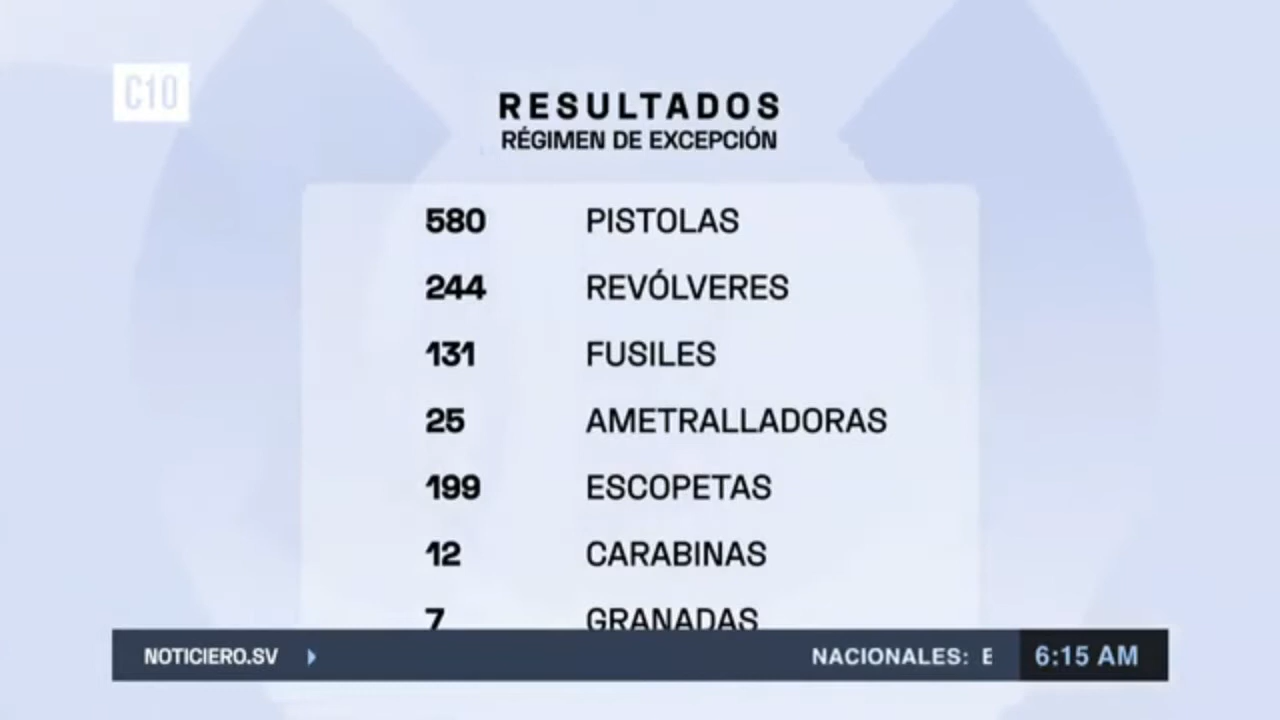 C10
RESULTADOS
RÉGIMEN DE EXCEPCIÓN
580 PISTOLAS
244 REVÓLVERES
131 FUSILES
25 AMETRALLADORAS
199 ESCOPETAS
12 CARABINAS
7 GRANADAS
NOTICIERO.SV NACIONALES: E 6:15 AM